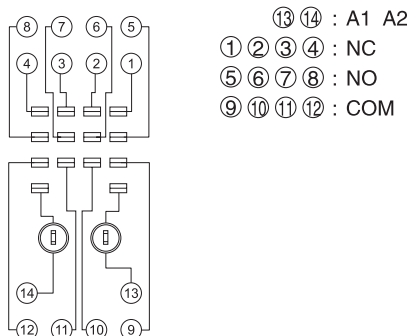 ⑧ ⑦ ⑥ ⑤
④ ③ ② ①
⑭ ⑬
⑫ ⑪ ⑩ ⑨
⑬ ⑭ : A1 A2
① ② ③ ④ : NC
⑤ ⑥ ⑦ ⑧ : NO
⑨ ⑩ ⑪ ⑫ : COM